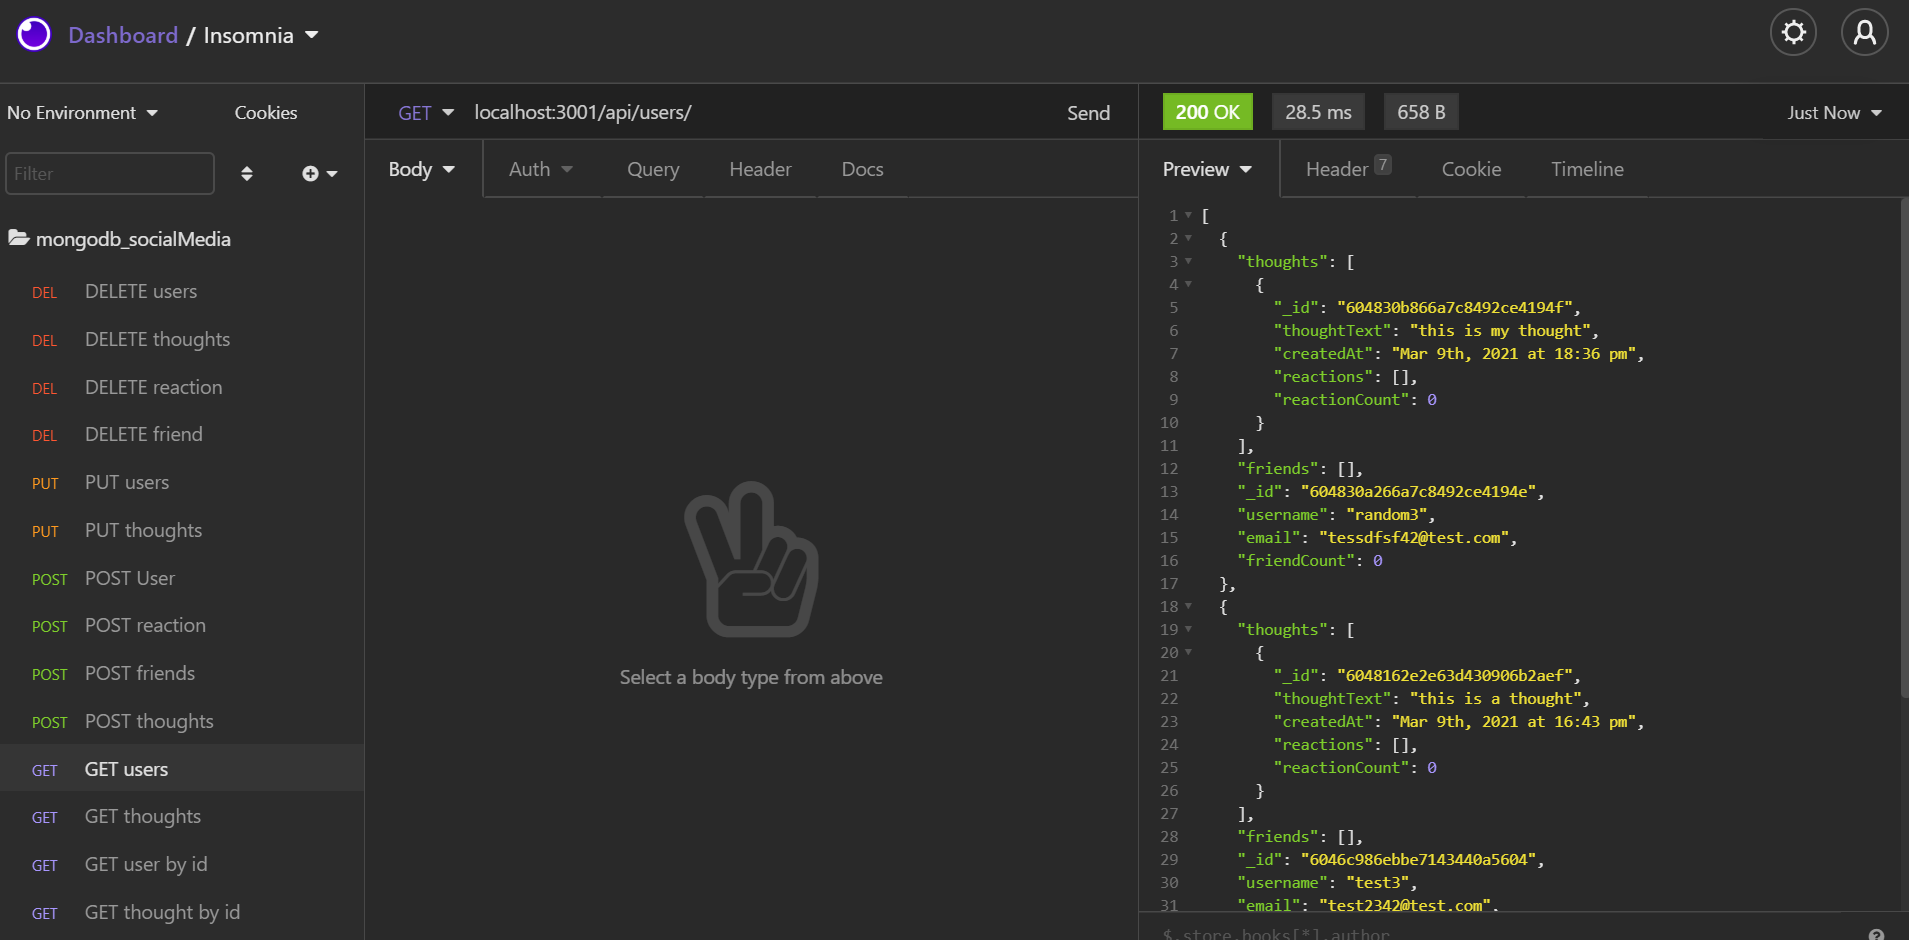 Dashboard / Insomnia
No Environment
Cookies
Filter
mongodb_socialMedia
DEL DELETE users
DEL DELETE thoughts
DEL DELETE reaction
DEL DELETE friend
PUT PUT users
PUT PUT thoughts
POST POST User
POST POST reaction
POST POST friends
POST POST thoughts
GET GET users
GET GET thoughts
GET GET user by id
GET GET thought by id
GET localhost:3001/api/users/ Send
Body Auth Query Header Docs
Select a body type from above
200 OK 28.5 ms 658 B Just Now
Preview Header 7 Cookie Timeline
1 [
2 {
3 "thoughts": [
4 {
5 "_id": "604830b866a7c8492ce4194f",
6 "thoughtText": "this is my thought",
7 "createdAt": "Mar 9th, 2021 at 18:36 pm",
8 "reactions": [],
9 "reactionCount": 0
10 }
11 ],
12 "friends": [],
13 "_id": "604830a266a7c8492ce4194e",
14 "username": "random3",
15 "email": "tessdfsf42@test.com",
16 "friendCount": 0
17 },
18 {
19 "thoughts": [
20 {
21 "_id": "6048162e2e63d430906b2aef",
22 "thoughtText": "this is a thought",
23 "createdAt": "Mar 9th, 2021 at 16:43 pm",
24 "reactions": [],
25 "reactionCount": 0
26 }
27 ],
28 "friends": [],
29 "_id": "6046c986ebbe7143440a5604",
30 "username": "test3",
31 "email": "test2342@test.com",
$.store.books[*].author